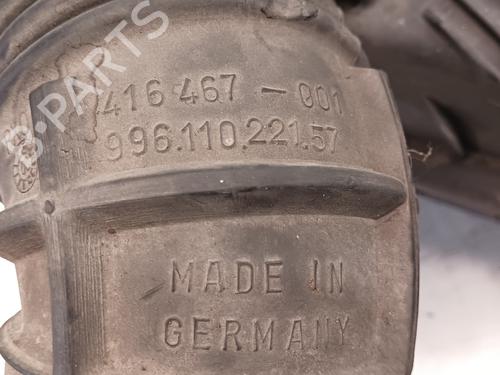 416 467-001
996.110.221.57
MADE IN
GERMANY
B-PARTS